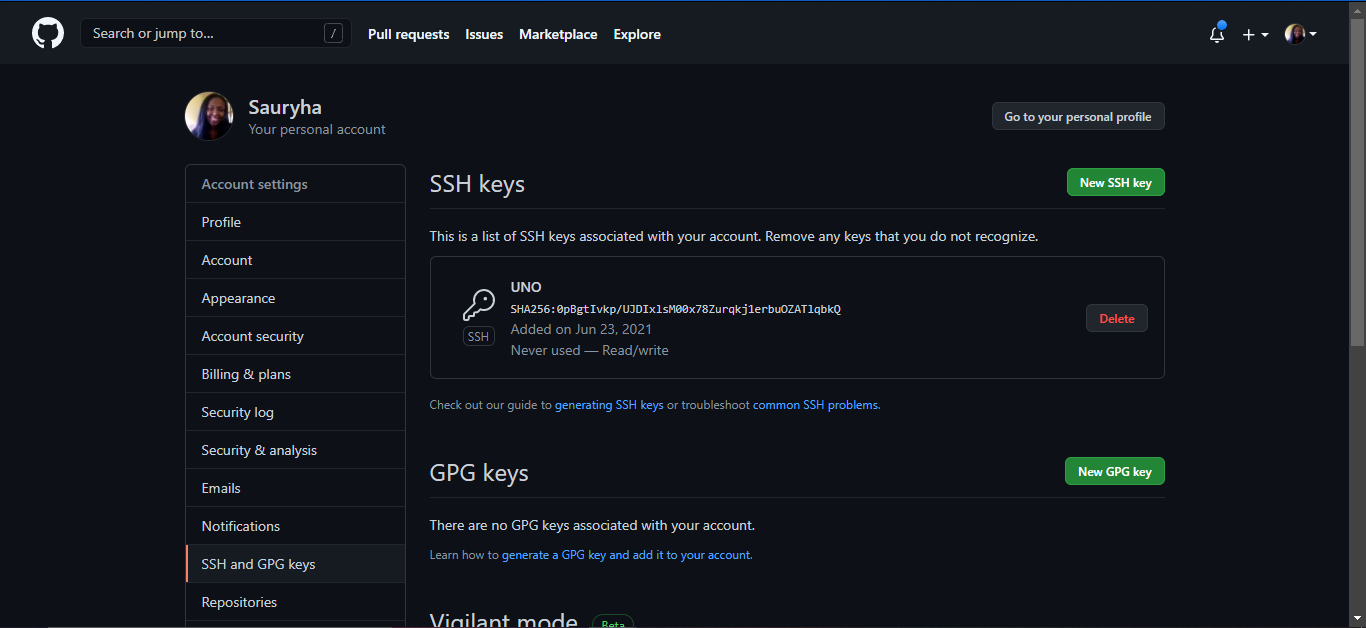 Search or jump to... /
Pull requests Issues Marketplace Explore
Sauryha
Your personal account
Go to your personal profile
Account settings
Profile
Account
Appearance
Account security
Billing & plans
Security log
Security & analysis
Emails
Notifications
SSH and GPG keys
Repositories
SSH keys
New SSH key
This is a list of SSH keys associated with your account. Remove any keys that you do not recognize.
UNO
SHA256:0pBgtIvkp/UJDIxlsM00x78Zurqkj1erbuOZATlqbkQ
Added on Jun 23, 2021
Never used — Read/write
SSH
Delete
Check out our guide to generating SSH keys or troubleshoot common SSH problems.
GPG keys
New GPG key
There are no GPG keys associated with your account.
Learn how to generate a GPG key and add it to your account.
Vigilant mode Beta